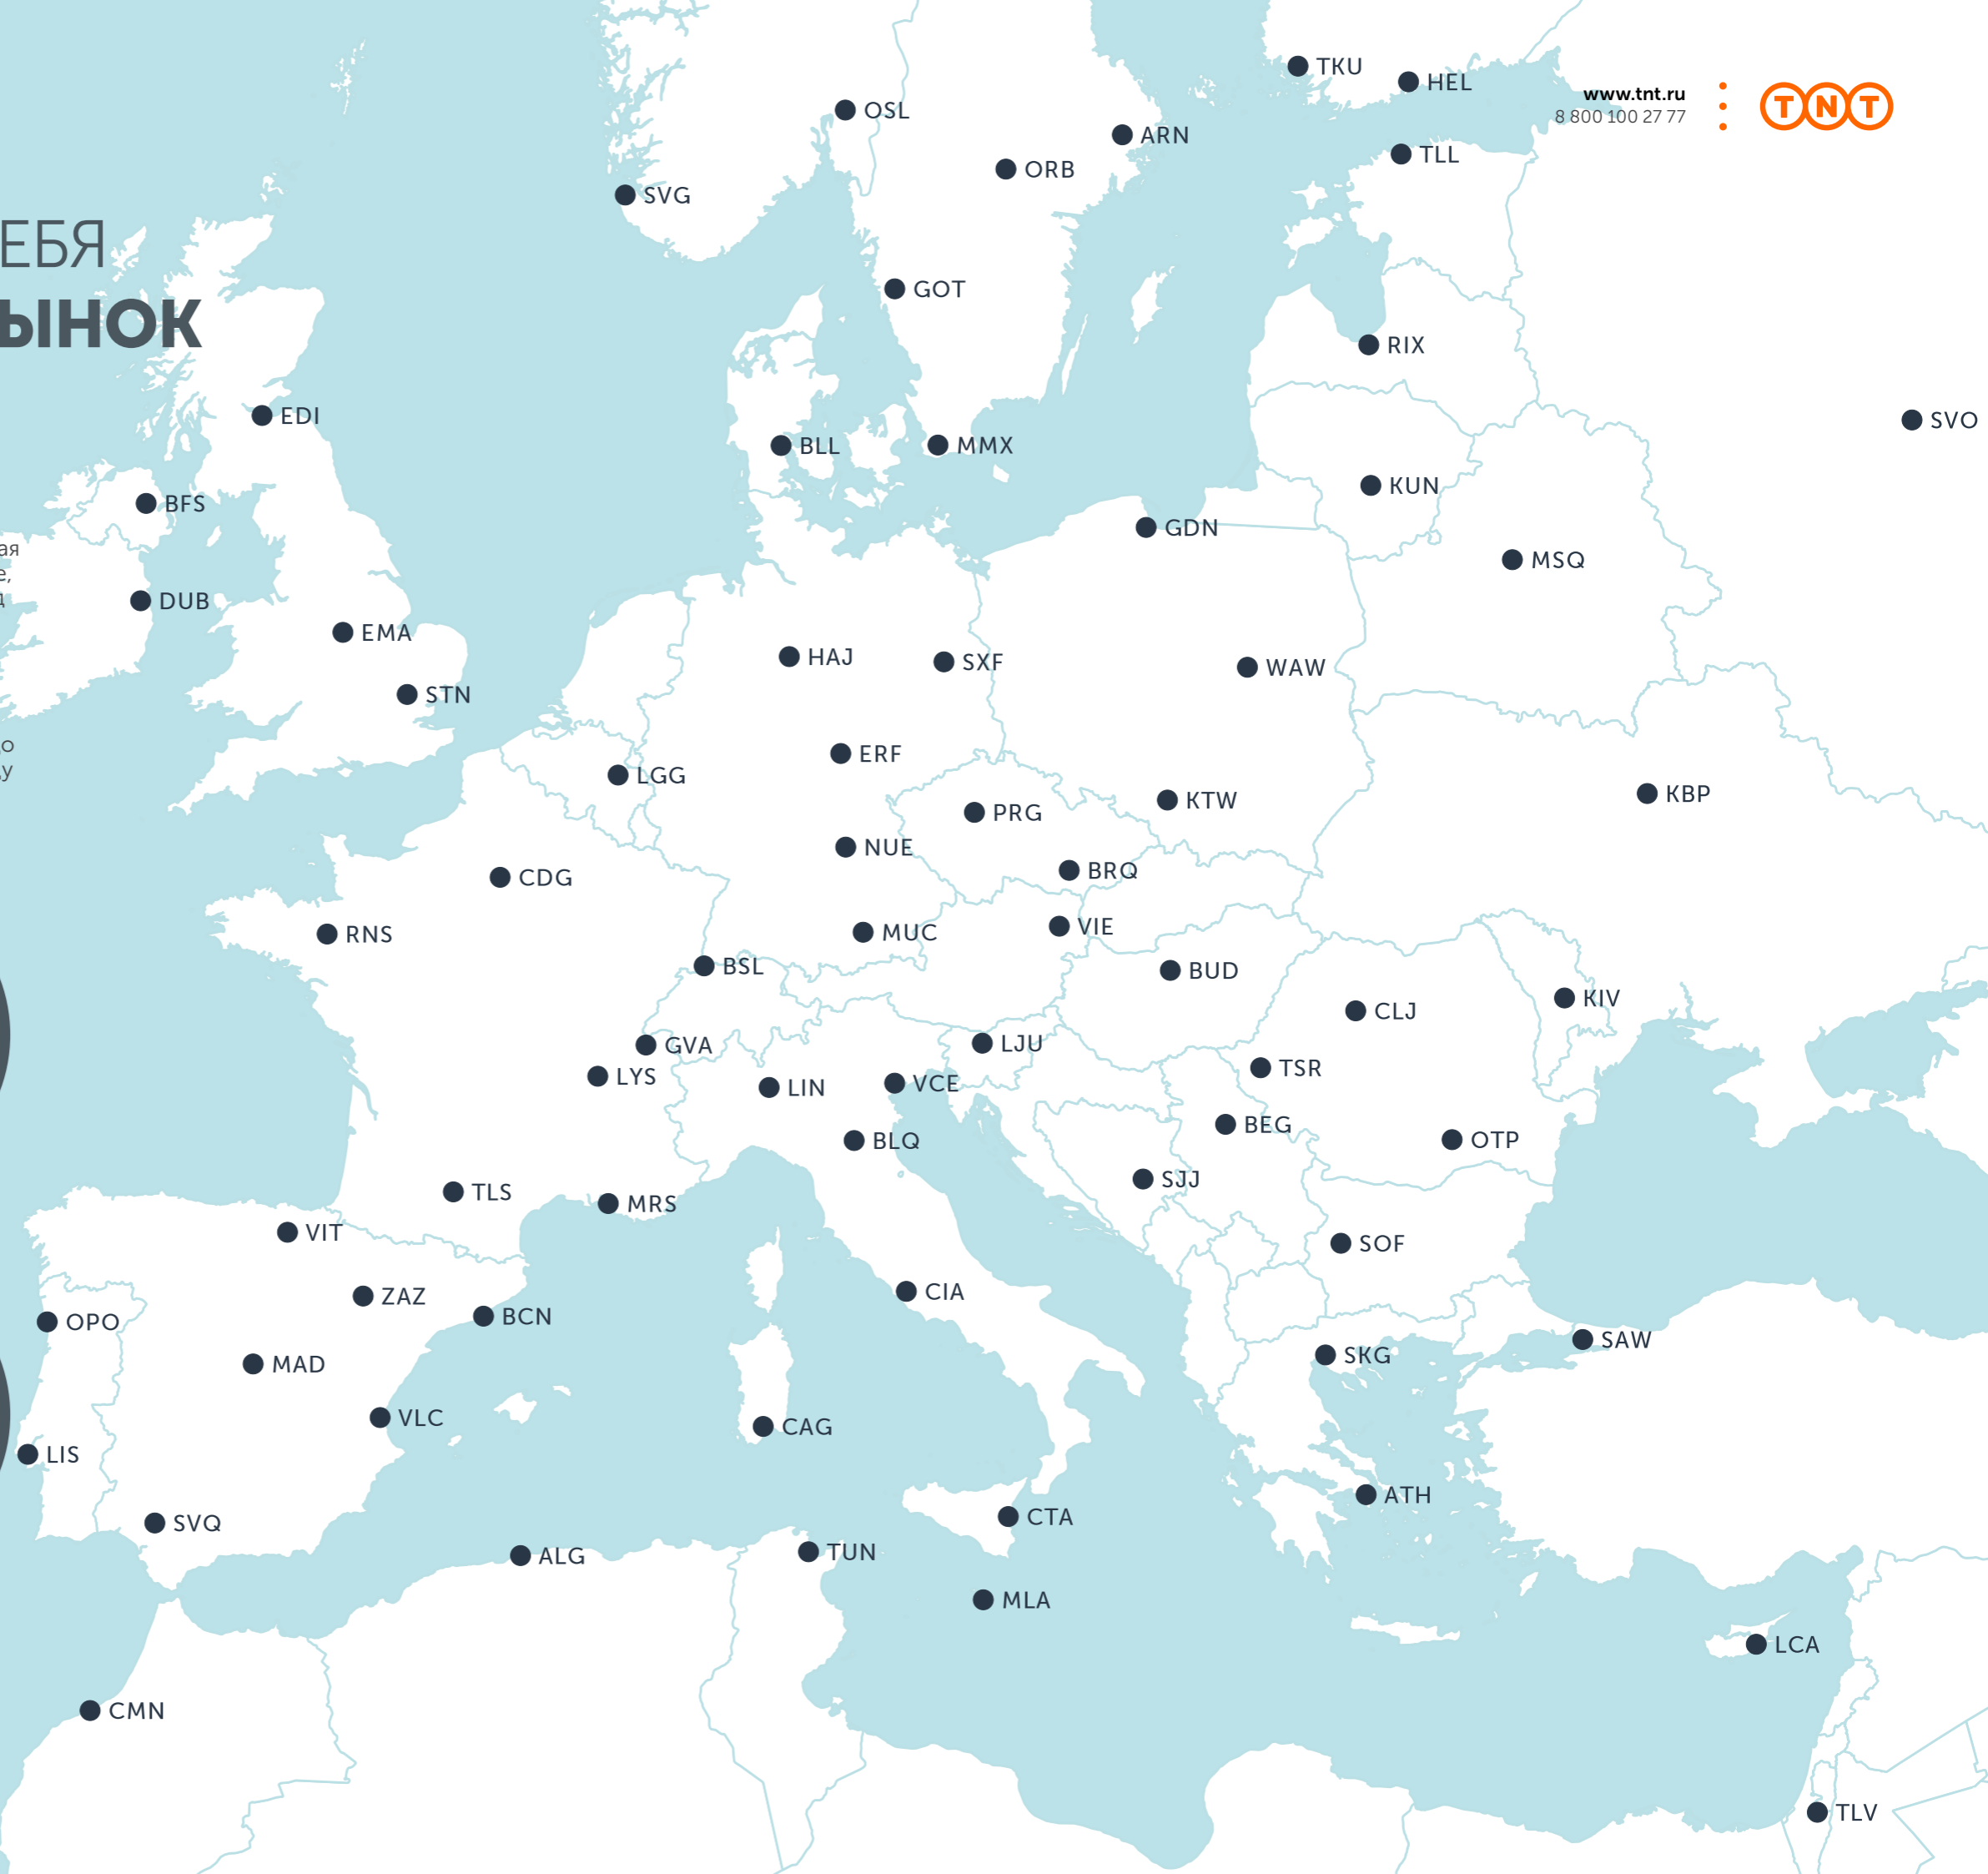 TKU
HEL
www.tnt.ru
8 800 100 27 77
TNT
OSL
ARN
TLL
ORB
SVG
ЕБЯ
GOT
ЫНОК
RIX
EDI
SVO
BLL
MMX
KUN
BFS
GDN
ая
е,
MSQ
DUB
EMA
HAJ
SXF
WAW
STN
о
у
ERF
LGG
KTW
KBP
PRG
NUE
BRQ
CDG
VIE
RNS
MUC
BSL
BUD
KIV
CLJ
GVA
LJU
LYS
LIN
VCE
TSR
BEG
BLQ
OTP
SJJ
TLS
MRS
VIT
SOF
ZAZ
CIA
BCN
OPO
SAW
MAD
SKG
VLC
CAG
LIS
ATH
SVQ
CTA
ALG
TUN
MLA
LCA
CMN
TLV